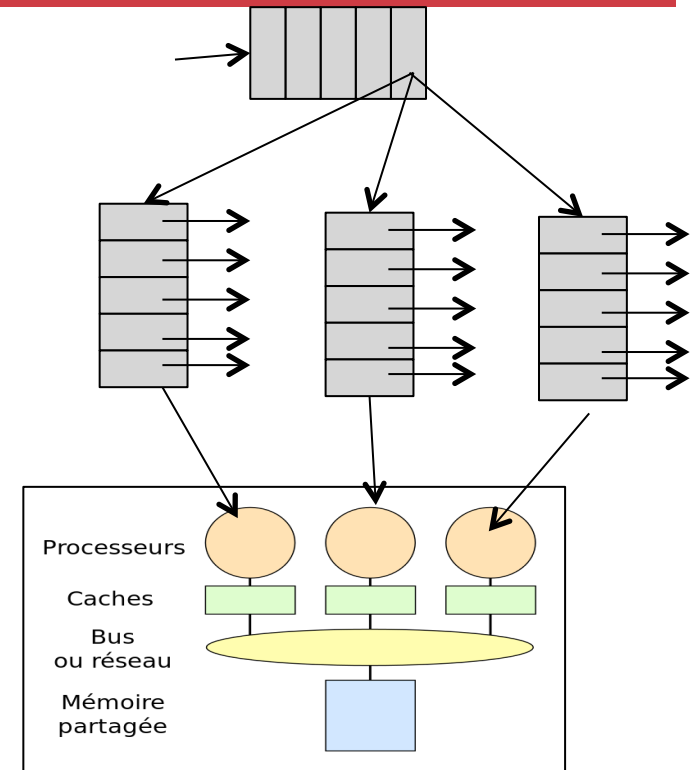 Processeurs
Caches
Bus
ou réseau
Mémoire
partagée